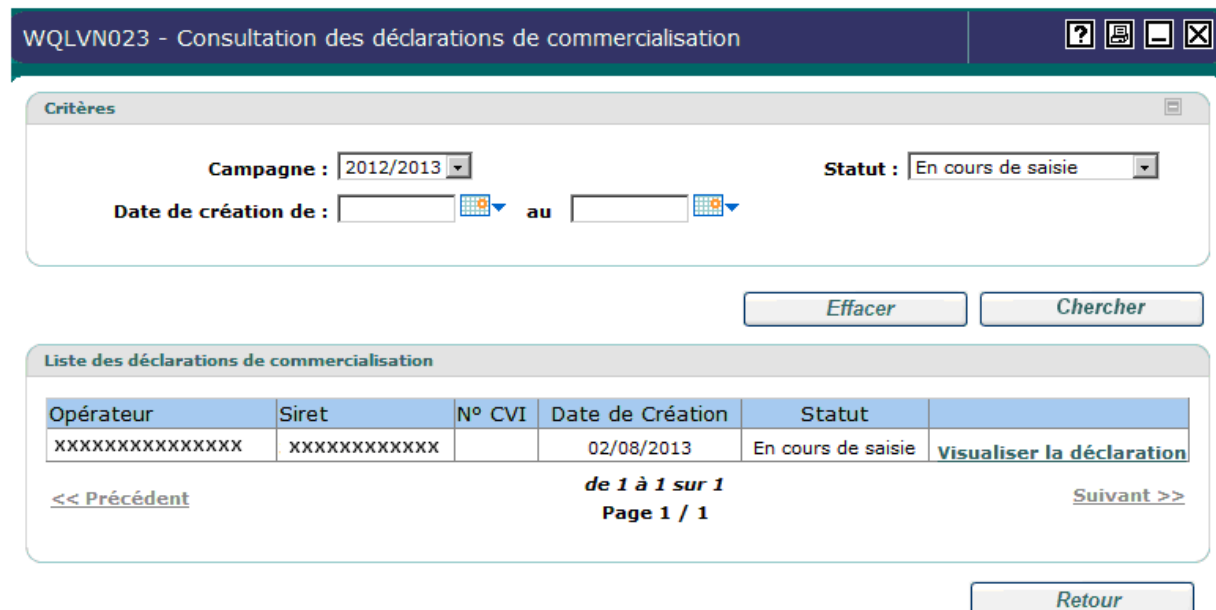 WQLVN023 - Consultation des déclarations de commercialisation
Critères
Campagne : 2012/2013 Statut : En cours de saisie
Date de création de : au
Effacer Chercher
Liste des déclarations de commercialisation
Opérateur Siret N° CVI Date de Création Statut
XXXXXXXXXXXXXXX XXXXXXXXXXXX 02/08/2013 En cours de saisie Visualiser la déclaration
<< Précédent de 1 à 1 sur 1 Suivant >>
Page 1 / 1
Retour